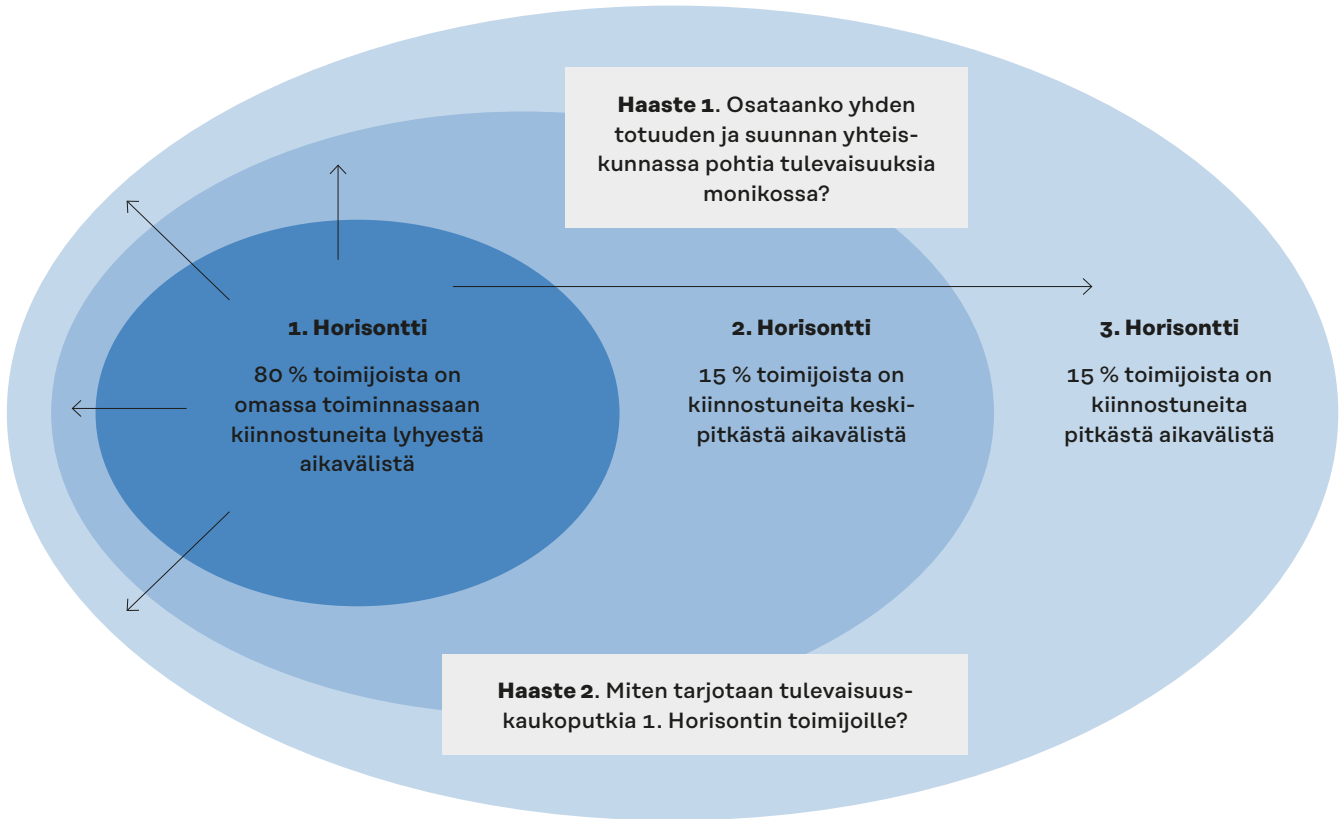 Haaste 1. Osataanko yhden
totuuden ja suunnan yhteis-
kunnassa pohtia tulevaisuuksia
monikossa?
1. Horisontti
80 % toimijoista on
omassa toiminnassaan
kiinnostuneita lyhyestä
aikavälistä
2. Horisontti
15 % toimijoista on
kiinnostuneita keski-
pitkästä aikavälistä
3. Horisontti
15 % toimijoista on
kiinnostuneita
pitkästä aikavälistä
Haaste 2. Miten tarjotaan tulevaisuus-
kaukoputkia 1. Horisontin toimijoille?